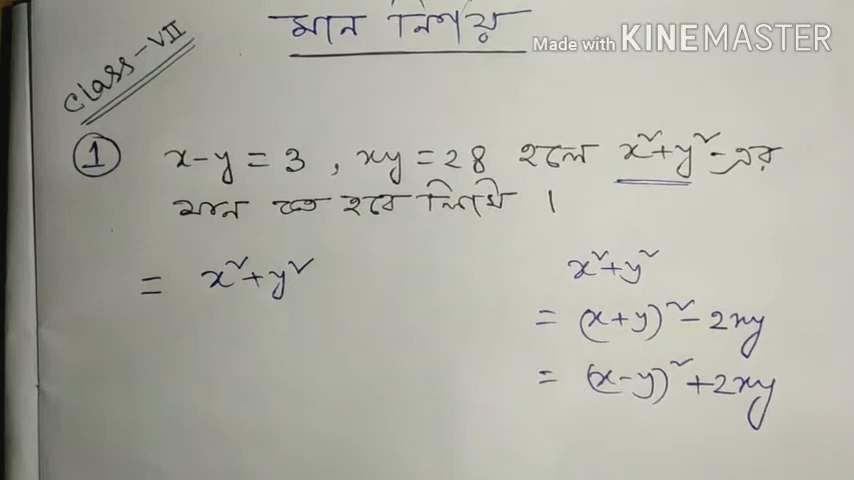 মান নির্ণয়
Made with KINEMASTER
Class-VII
① x-y = 3, xy = 28 হলে x²+y²-এর
মান কত হবে লিখি ।
= x²+y²
x²+y²
= (x+y)² - 2xy
= (x-y)² + 2xy